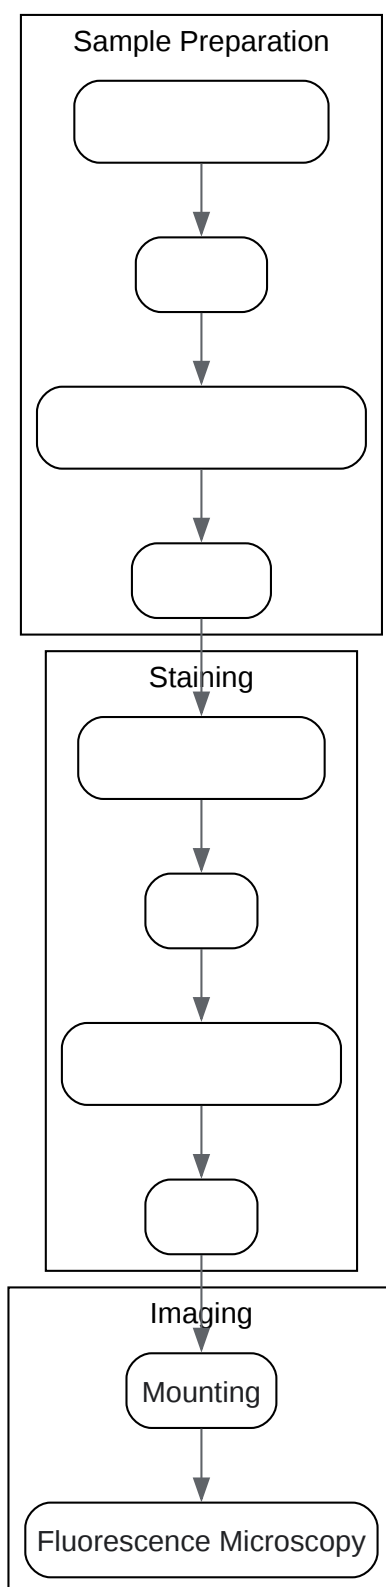 Sample Preparation
Staining
Imaging
Mounting
Fluorescence Microscopy